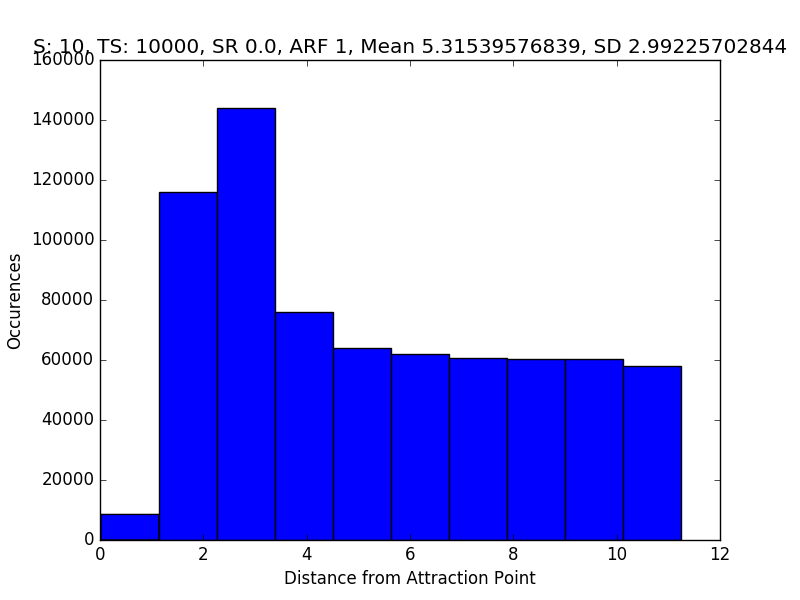 S: 10, TS: 10000, SR 0.0, ARF 1, Mean 5.31539576839, SD 2.99225702844
160000
140000
120000
100000
80000
60000
40000
20000
0
Occurences
0 2 4 6 8 10 12
Distance from Attraction Point